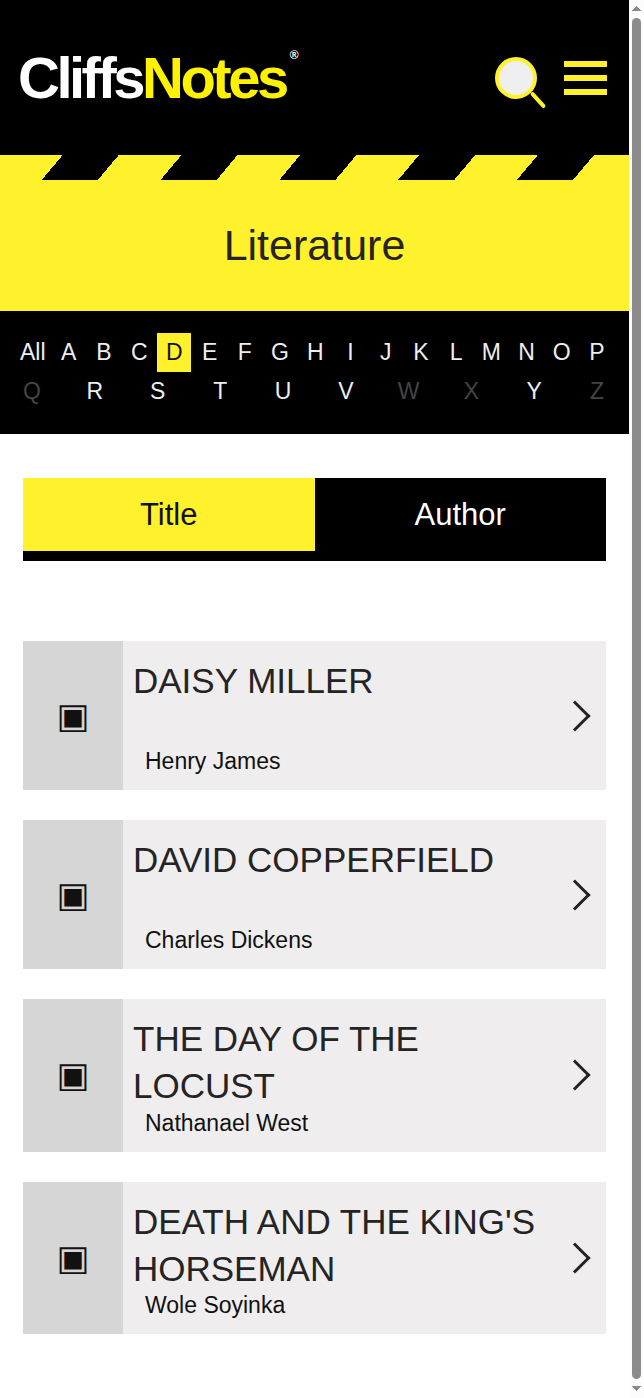 CliffsNotes®
Literature
All A B C D E F G H I J K L M N O P
Q R S T U V W X Y Z
Title Author
DAISY MILLER
Henry James
DAVID COPPERFIELD
Charles Dickens
THE DAY OF THE
LOCUST
Nathanael West
DEATH AND THE KING'S
HORSEMAN
Wole Soyinka